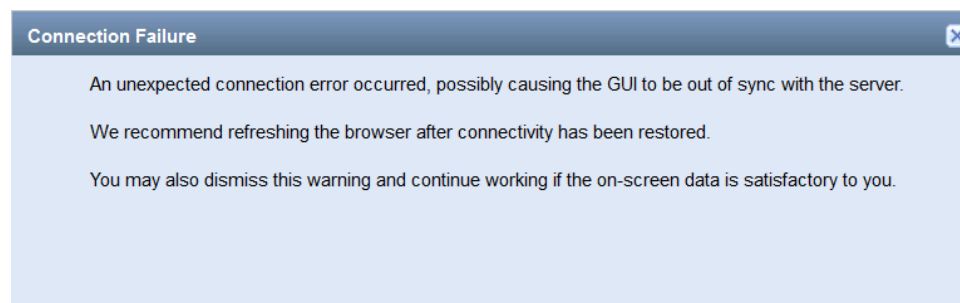 Connection Failure
An unexpected connection error occurred, possibly causing the GUI to be out of sync with the server.
We recommend refreshing the browser after connectivity has been restored.
You may also dismiss this warning and continue working if the on-screen data is satisfactory to you.